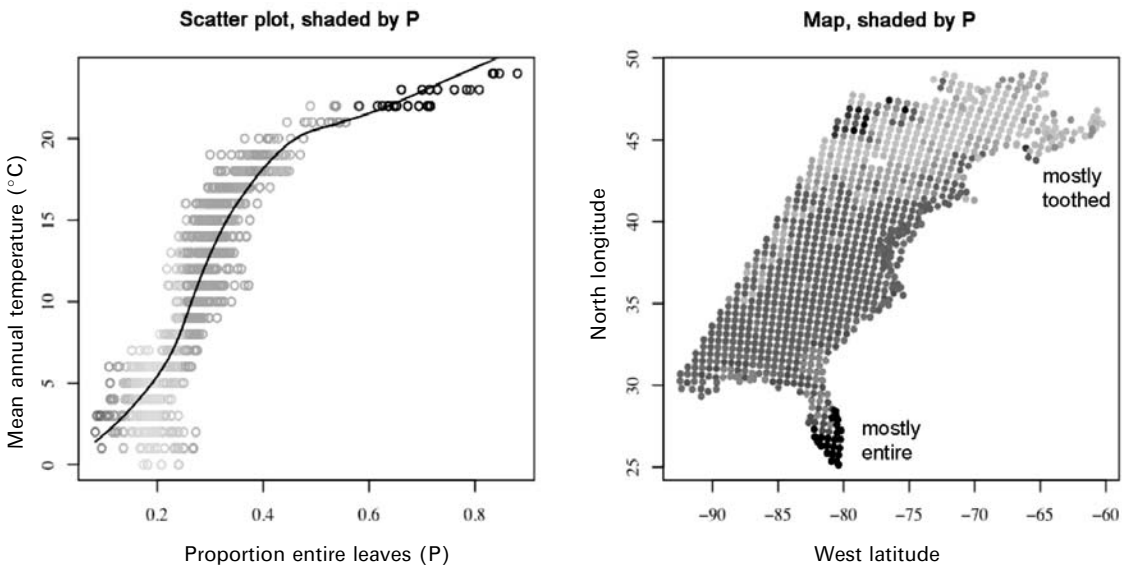 Scatter plot, shaded by P
Mean annual temperature (°C)
20
15
10
5
0
0.2 0.4 0.6 0.8
Proportion entire leaves (P)
Map, shaded by P
North longitude
50
45
40
35
30
25
mostly
toothed
mostly
entire
−90 −85 −80 −75 −70 −65 −60
West latitude